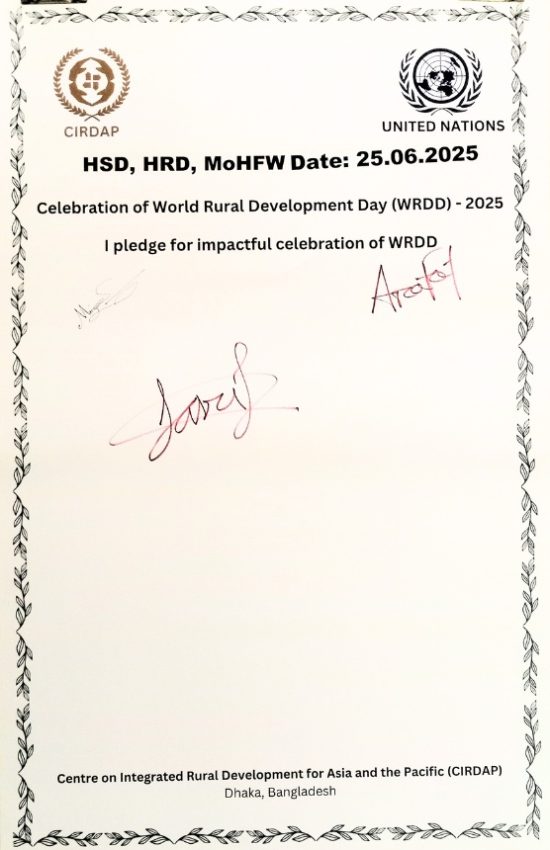 CIRDAP
UNITED NATIONS
HSD, HRD, MoHFW Date: 25.06.2025
Celebration of World Rural Development Day (WRDD) - 2025
I pledge for impactful celebration of WRDD
Arafat
Centre on Integrated Rural Development for Asia and the Pacific (CIRDAP)
Dhaka, Bangladesh